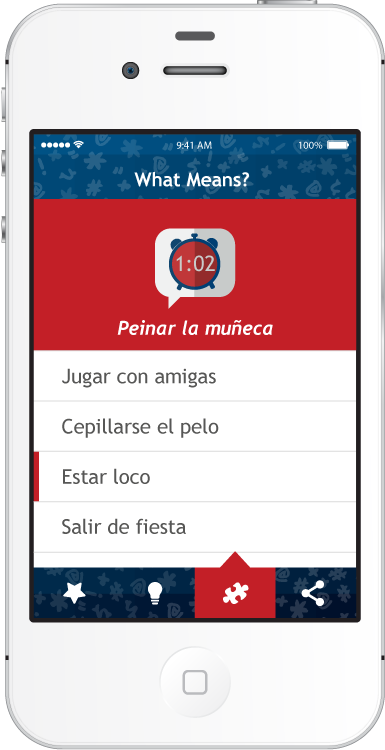 9:41 AM 100%
What Means?
1:02
Peinar la muñeca
Jugar con amigas
Cepillarse el pelo
Estar loco
Salir de fiesta